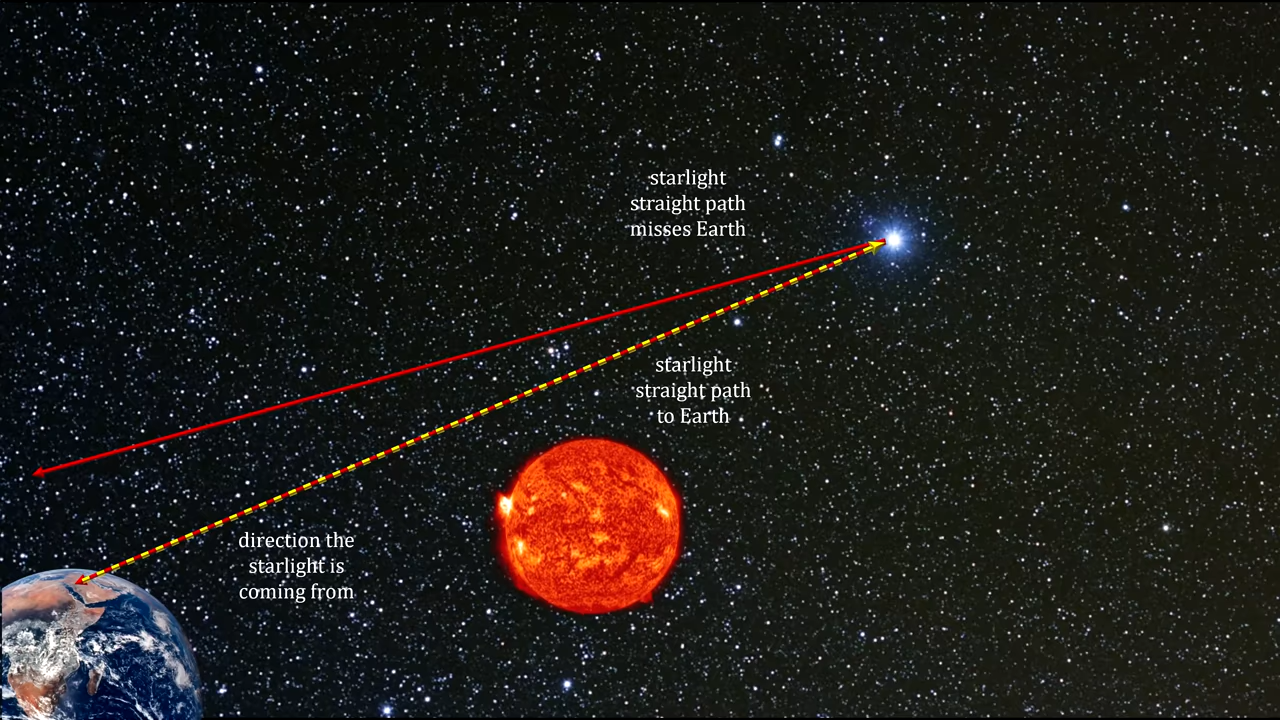 starlight
straight path
misses Earth
starlight
straight path
to Earth
direction the
starlight is
coming from